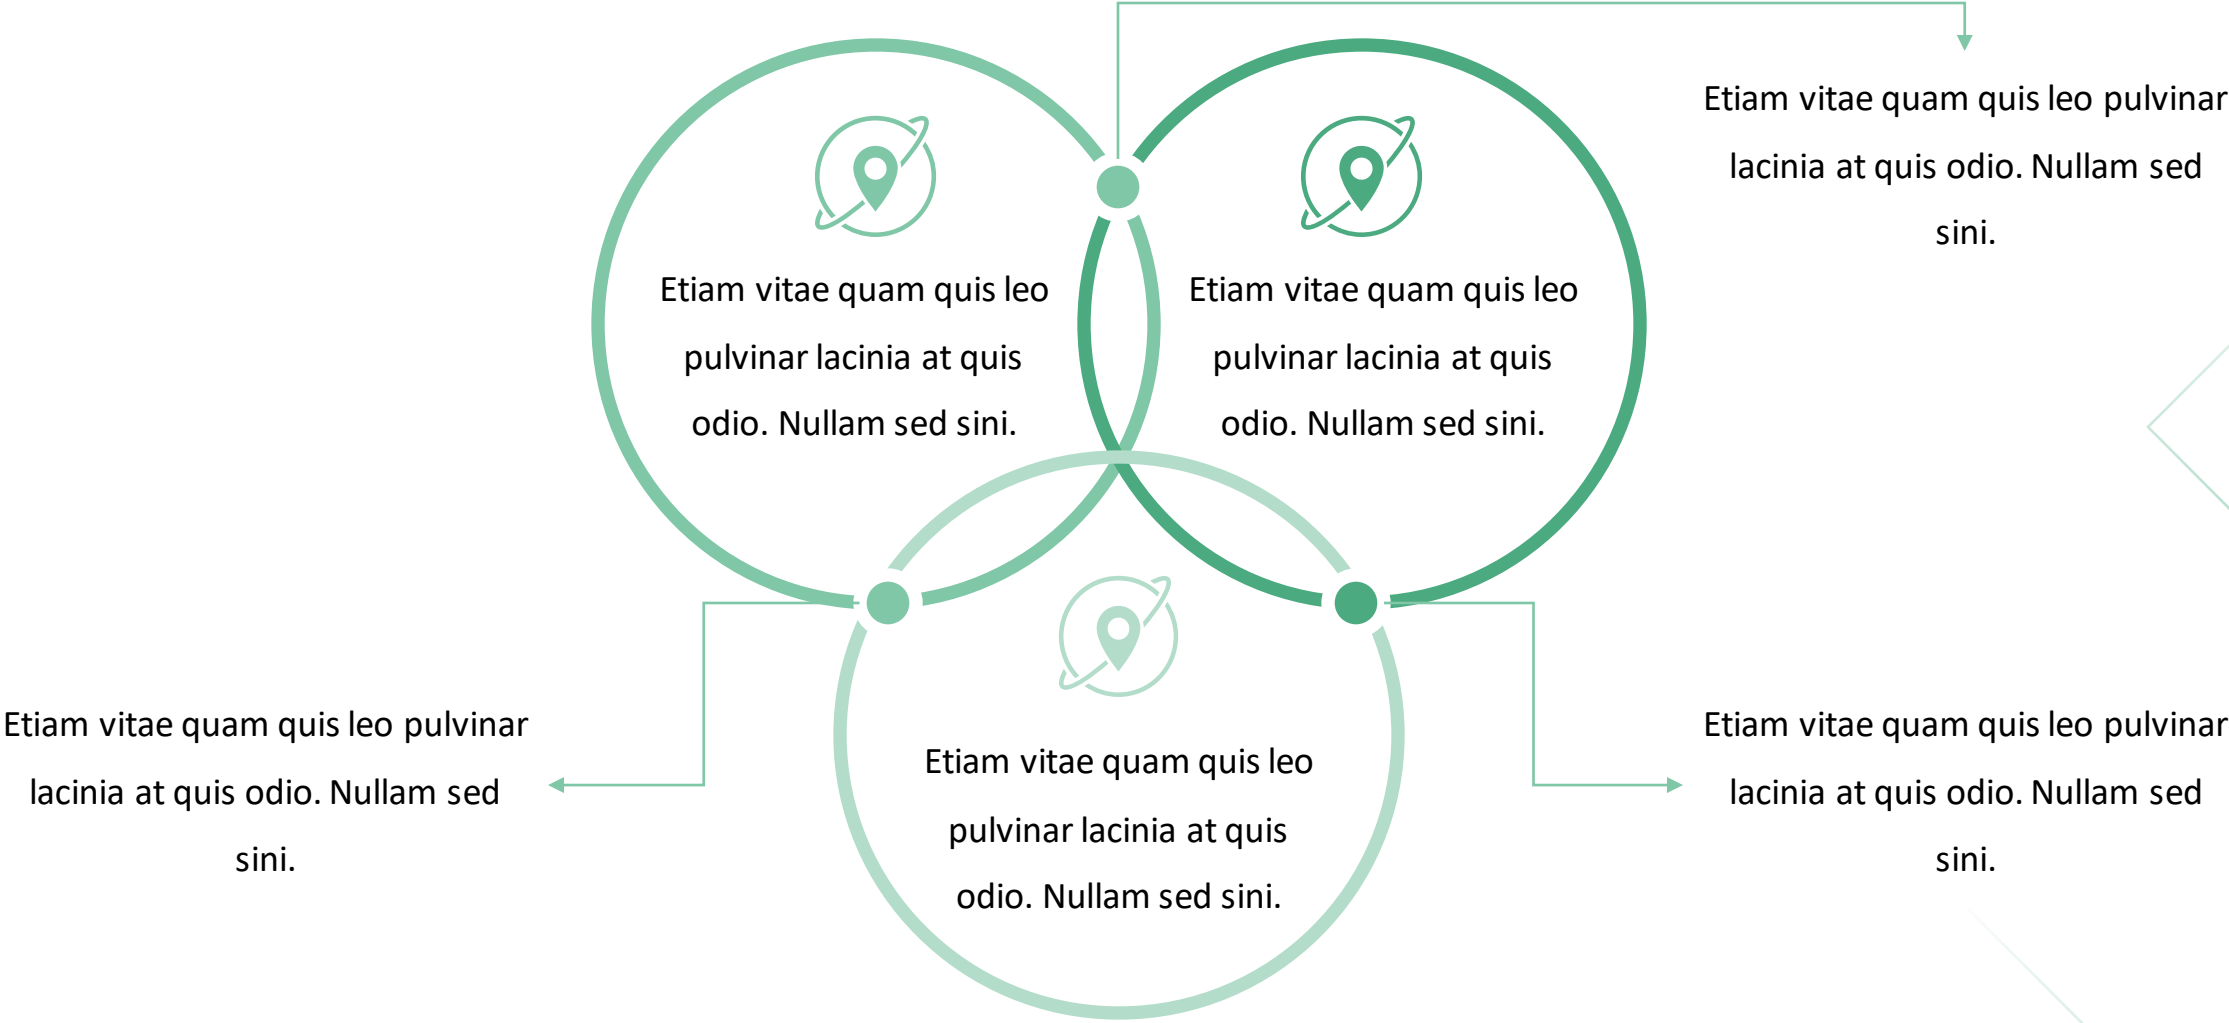 Etiam vitae quam quis leo pulvinar
lacinia at quis odio. Nullam sed
sini.
Etiam vitae quam quis leo
pulvinar lacinia at quis
odio. Nullam sed sini.
Etiam vitae quam quis leo
pulvinar lacinia at quis
odio. Nullam sed sini.
Etiam vitae quam quis leo pulvinar
lacinia at quis odio. Nullam sed
sini.
Etiam vitae quam quis leo
pulvinar lacinia at quis
odio. Nullam sed sini.
Etiam vitae quam quis leo pulvinar
lacinia at quis odio. Nullam sed
sini.